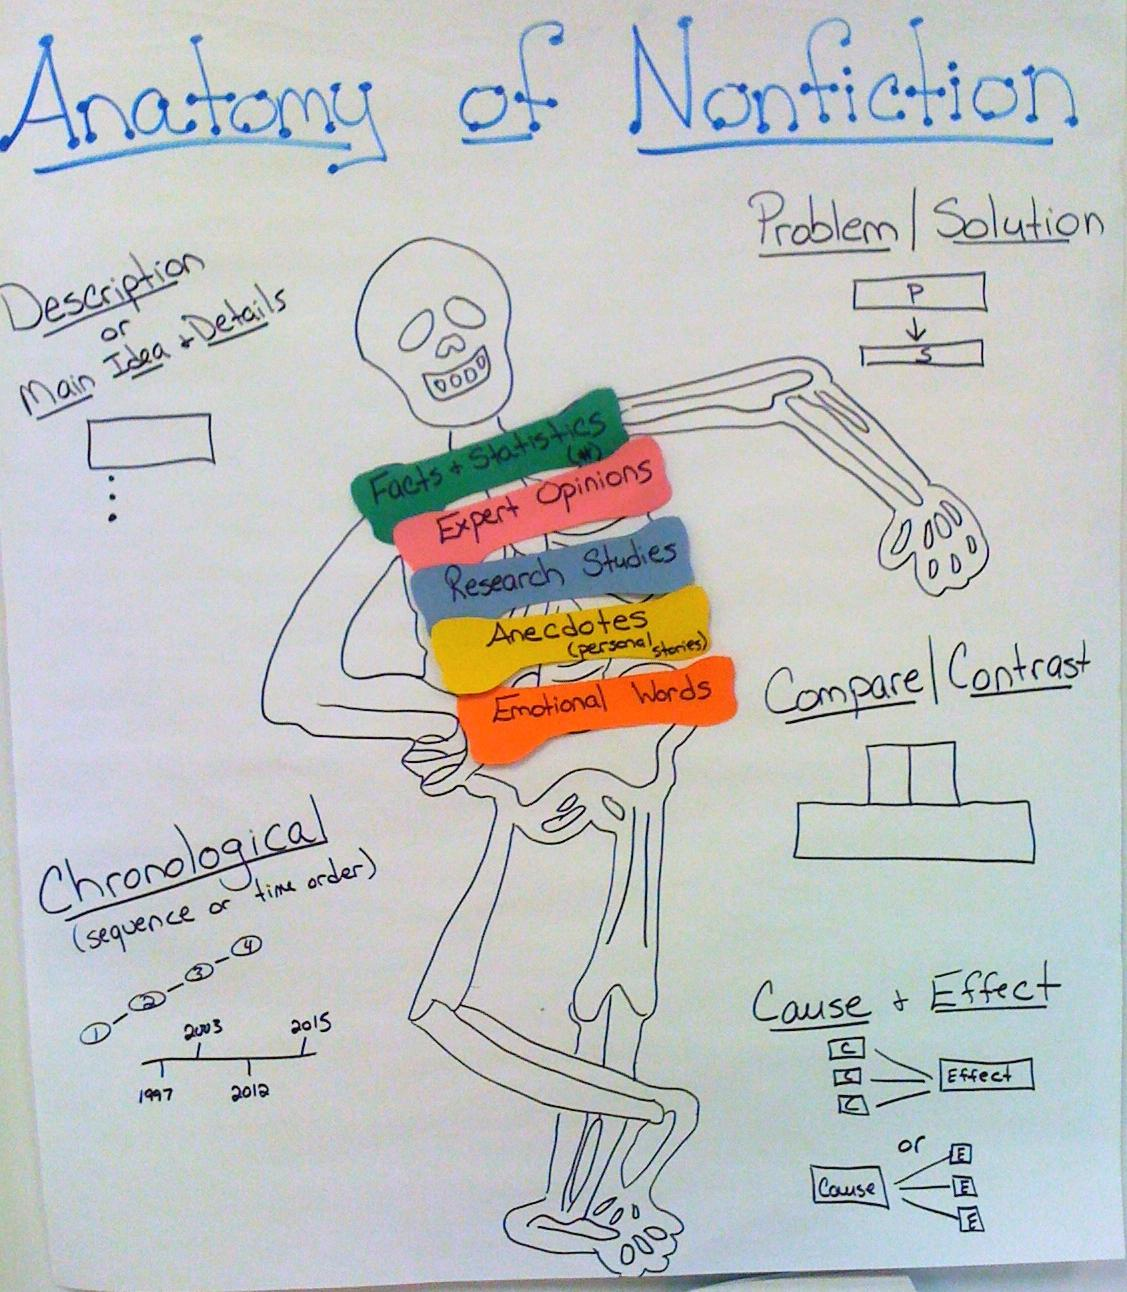 Anatomy of Nonfiction
Description
or
Main Idea + Details
Problem / Solution
P
S
Facts + Statistics
(#)
Expert Opinions
Research Studies
Anecdotes
(personal stories)
Emotional Words
Compare / Contrast
Chronological
(sequence or time order)
1 - 2 - 3 - 4
2003 2015
1997 2012
Cause + Effect
C
C
C
Effect
or
Cause
E
E
E